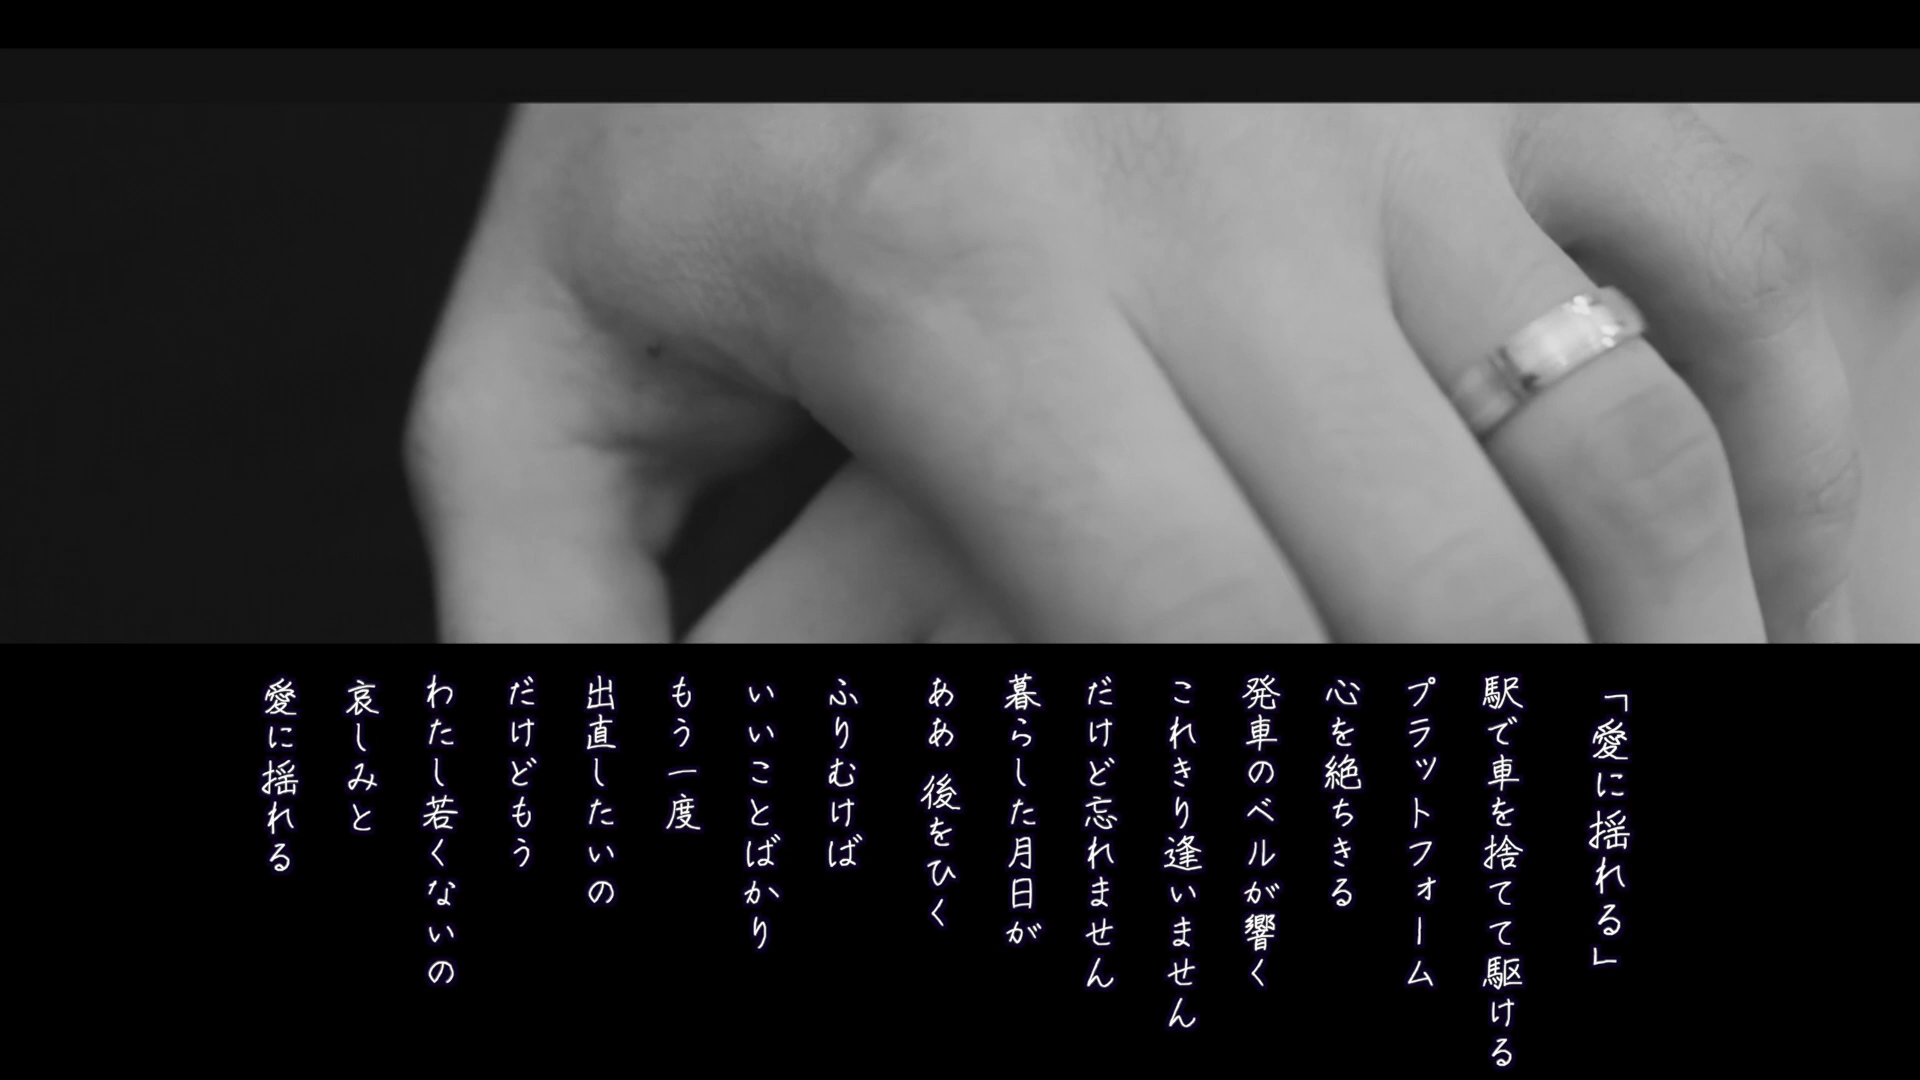 「愛に揺れる」
駅で車を捨てて駆ける
プラットフォーム
心を絶ちきる
発車のベルが響く
これきり逢いません
だけど忘れません
暮らした月日が
ああ 後をひく
ふりむけば
いいことばかり
もう一度
出直したいの
だけどもう
わたし若くないの
哀しみと
愛に揺れる